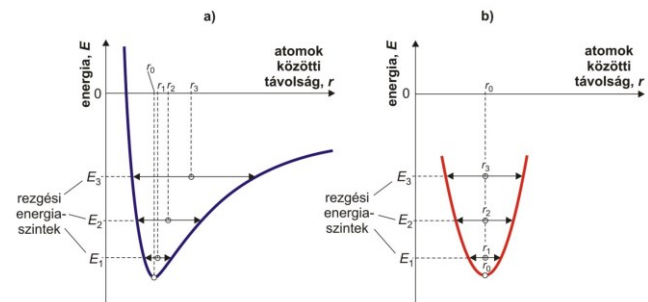 a)
energia, E
atomok
közötti
távolság, r
0
r0
r1
r2
r3
E3
rezgési
energia-
szintek
E2
E1
b)
energia, E
atomok
közötti
távolság, r
0
r0
E3
r3
rezgési
energia-
szintek
E2
r2
E1
r1
r0